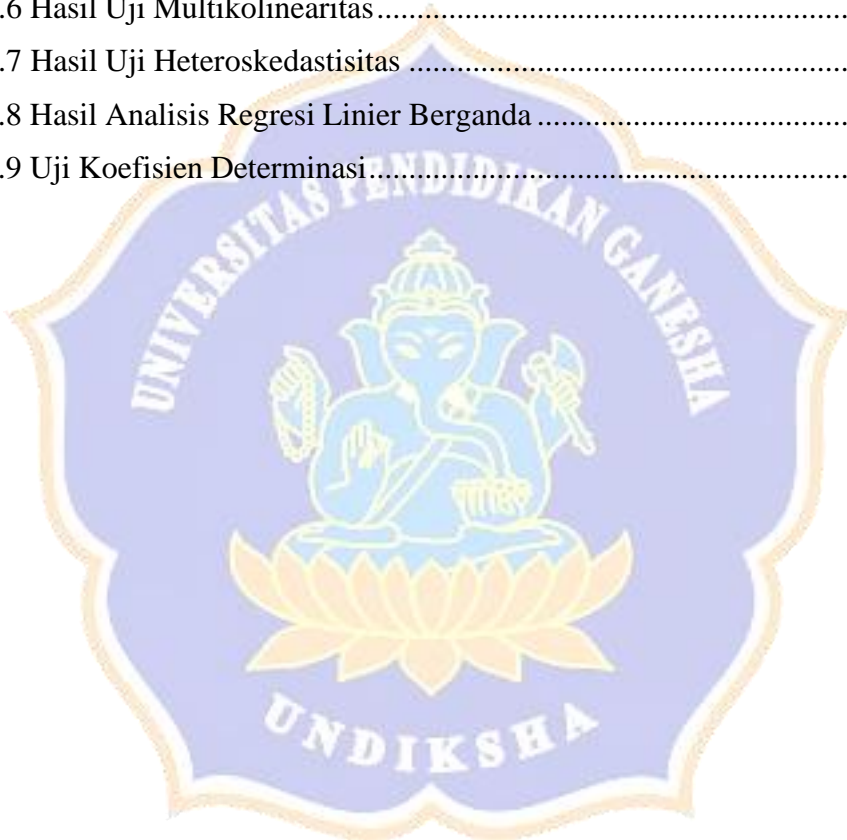 .6 Hasil Uji Multikolinearitas............................................................
.7 Hasil Uji Heteroskedastisitas ........................................................
.8 Hasil Analisis Regresi Linier Berganda .......................................
.9 Uji Koefisien Determinasi............................................................
UNIVERSITAS PENDIDIKAN GANESHA
UNDIKSHA